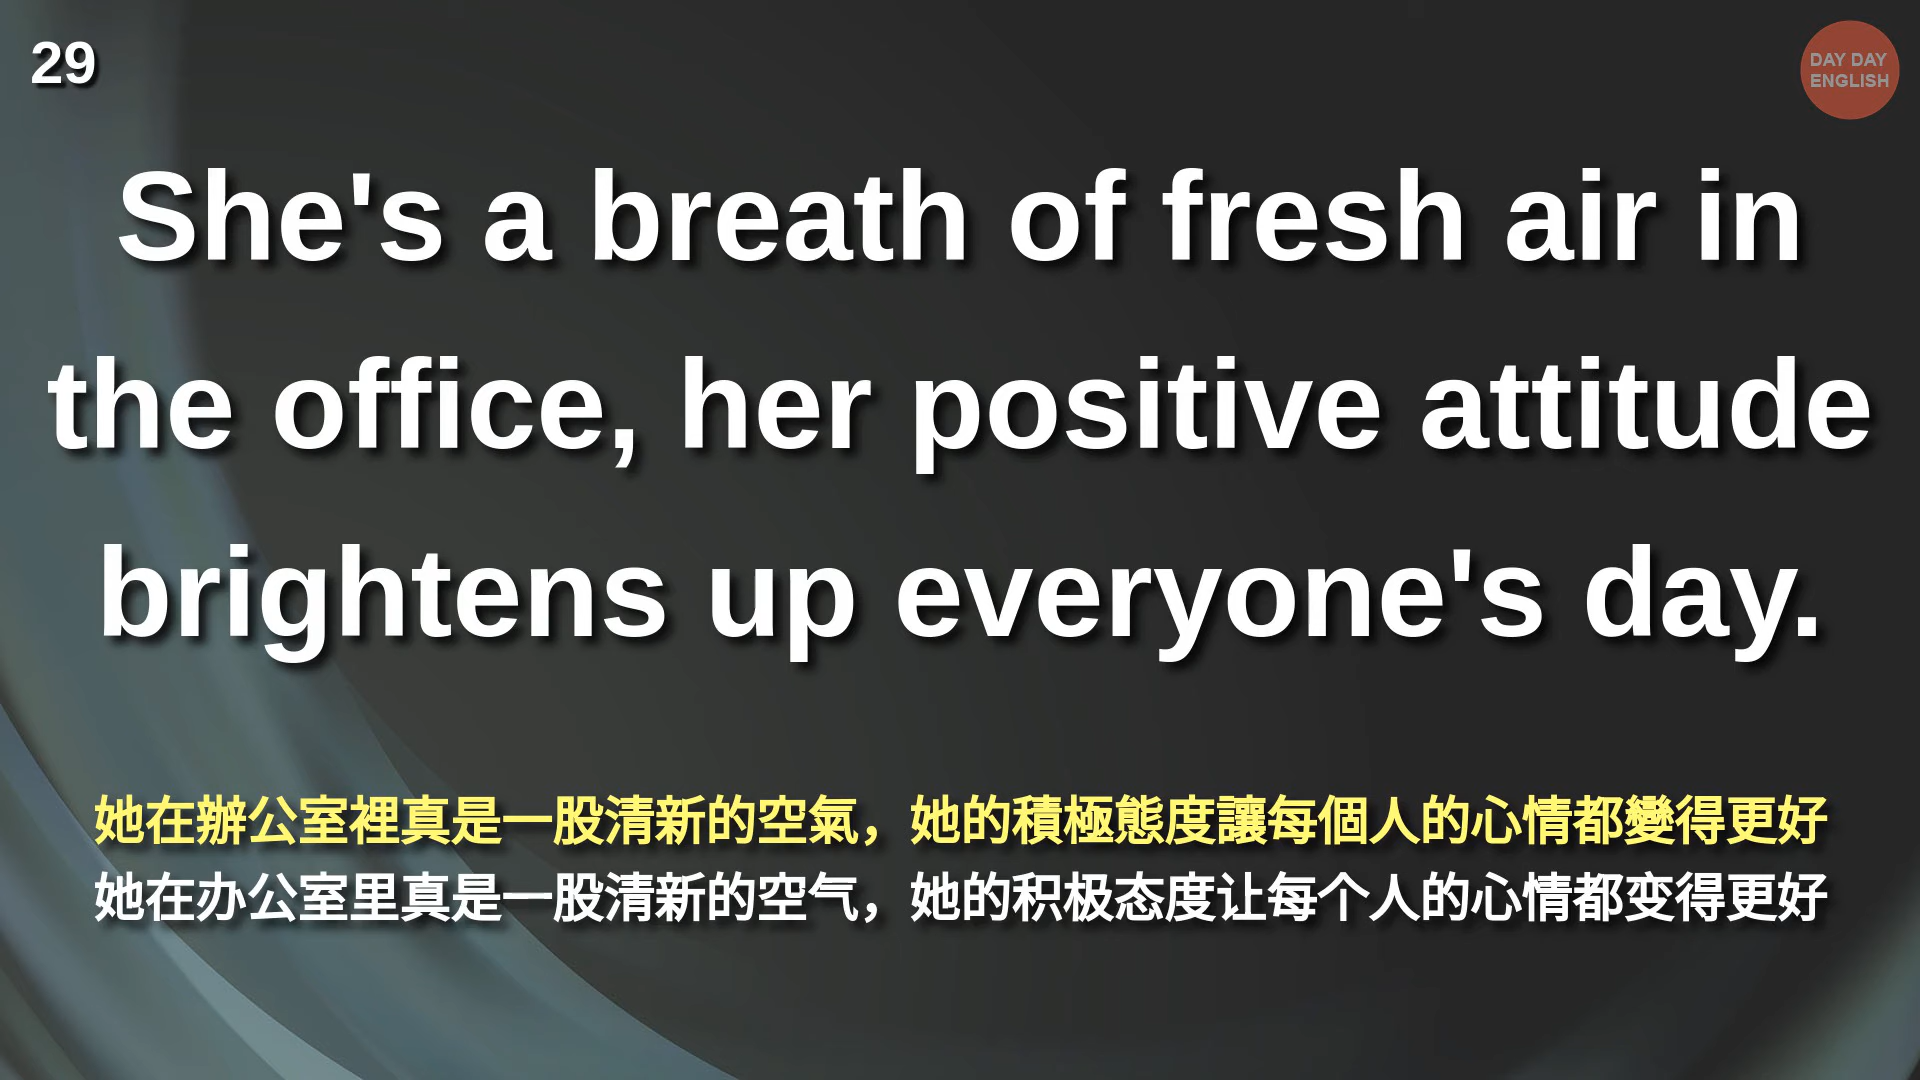 29
DAY DAY
ENGLISH
She's a breath of fresh air in
the office, her positive attitude
brightens up everyone's day.
她在辦公室裡真是一股清新的空氣，她的積極態度讓每個人的心情都變得更好
她在办公室里真是一股清新的空气，她的积极态度让每个人的心情都变得更好